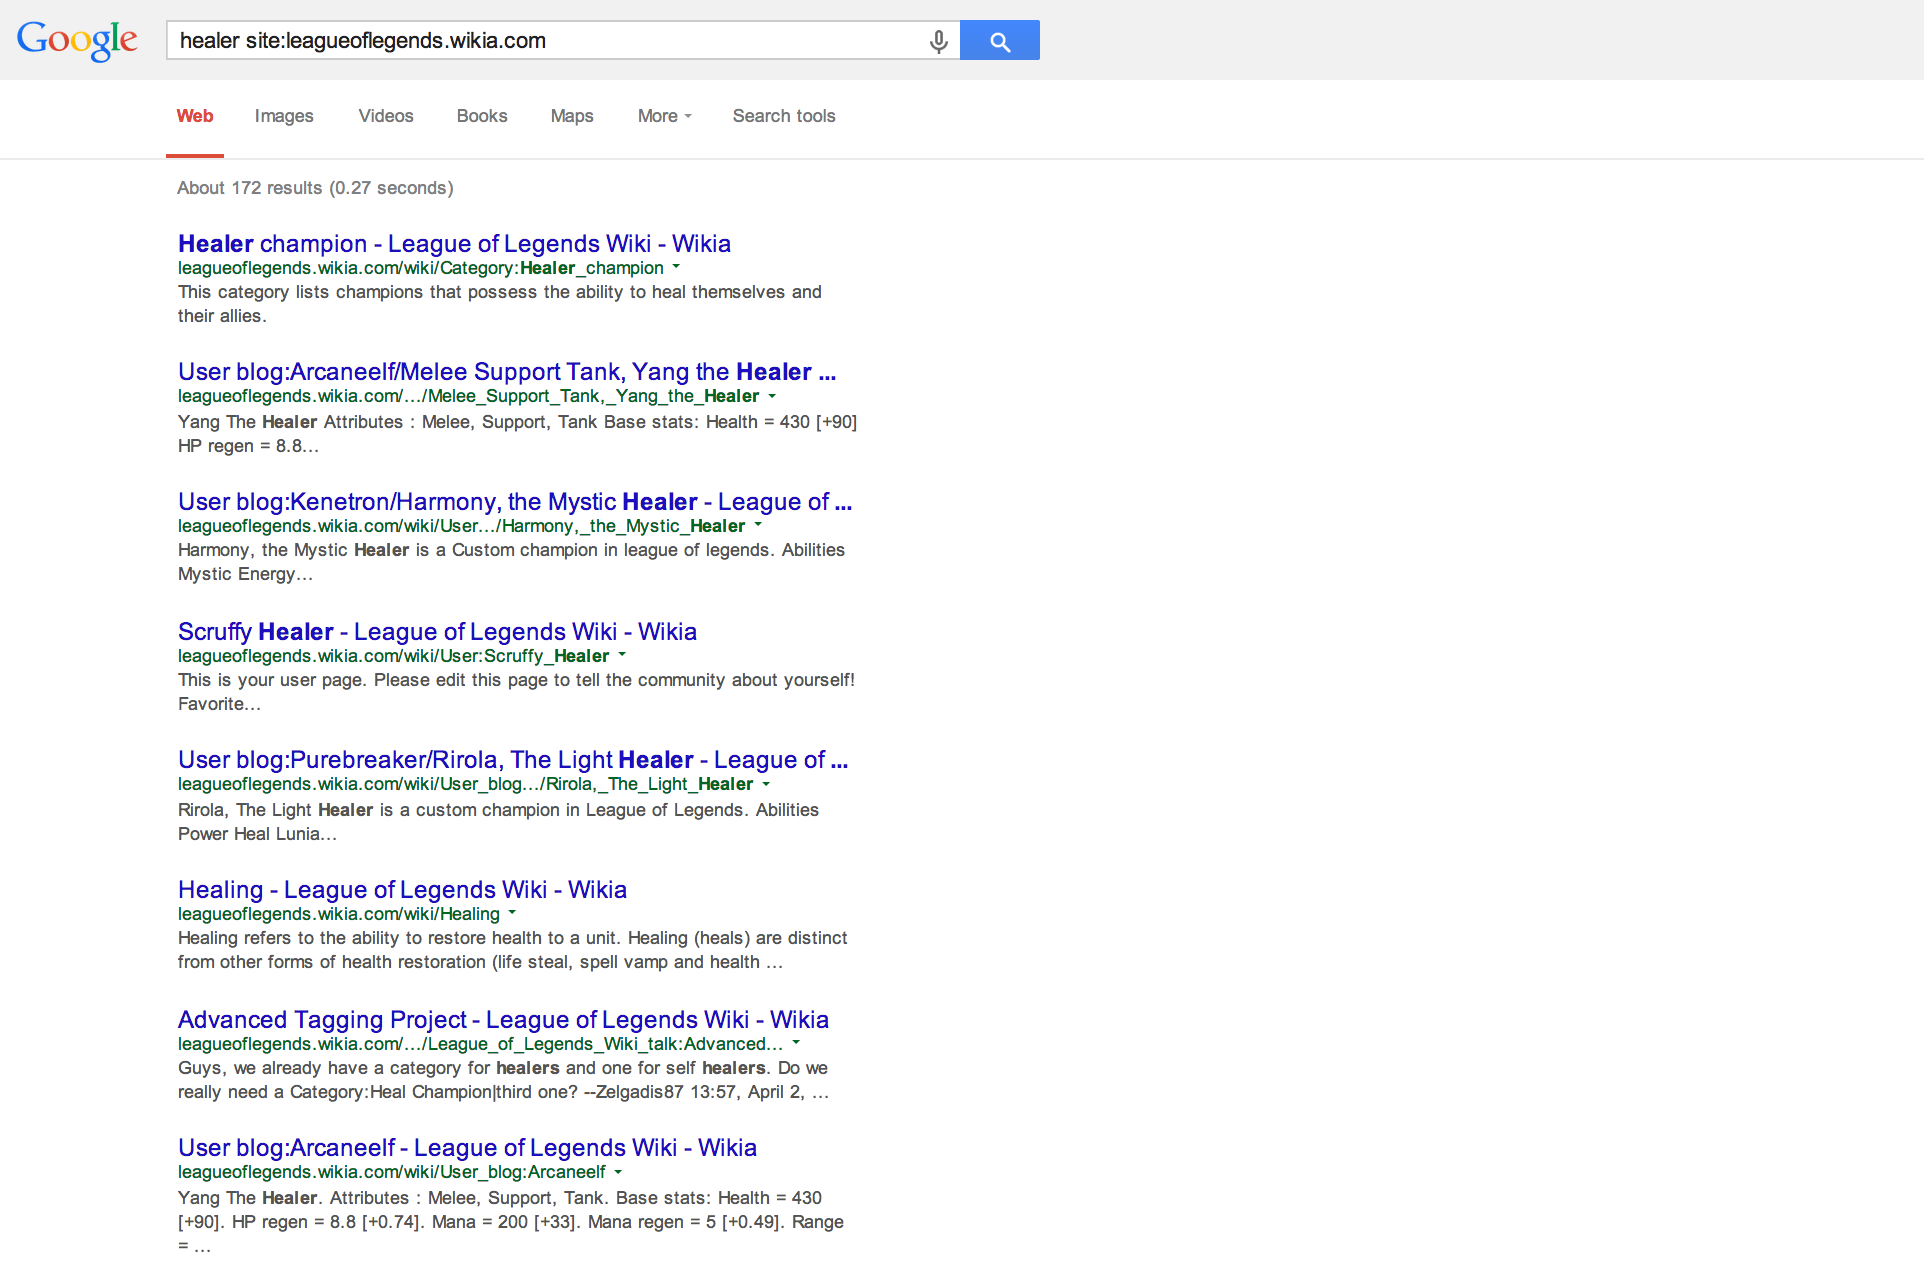 Google
healer site:leagueoflegends.wikia.com
Web Images Videos Books Maps More Search tools
About 172 results (0.27 seconds)
Healer champion - League of Legends Wiki - Wikia
leagueoflegends.wikia.com/wiki/Category:Healer_champion
This category lists champions that possess the ability to heal themselves and
their allies.
User blog:Arcaneelf/Melee Support Tank, Yang the Healer ...
leagueoflegends.wikia.com/.../Melee_Support_Tank,_Yang_the_Healer
Yang The Healer Attributes : Melee, Support, Tank Base stats: Health = 430 [+90]
HP regen = 8.8...
User blog:Kenetron/Harmony, the Mystic Healer - League of ...
leagueoflegends.wikia.com/wiki/User.../Harmony,_the_Mystic_Healer
Harmony, the Mystic Healer is a Custom champion in league of legends. Abilities
Mystic Energy...
Scruffy Healer - League of Legends Wiki - Wikia
leagueoflegends.wikia.com/wiki/User:Scruffy_Healer
This is your user page. Please edit this page to tell the community about yourself!
Favorite...
User blog:Purebreaker/Rirola, The Light Healer - League of ...
leagueoflegends.wikia.com/wiki/User_blog.../Rirola,_The_Light_Healer
Rirola, The Light Healer is a custom champion in League of Legends. Abilities
Power Heal Lunia...
Healing - League of Legends Wiki - Wikia
leagueoflegends.wikia.com/wiki/Healing
Healing refers to the ability to restore health to a unit. Healing (heals) are distinct
from other forms of health restoration (life steal, spell vamp and health ...
Advanced Tagging Project - League of Legends Wiki - Wikia
leagueoflegends.wikia.com/.../League_of_Legends_Wiki_talk:Advanced...
Guys, we already have a category for healers and one for self healers. Do we
really need a Category:Heal Champion|third one? --Zelgadis87 13:57, April 2, ...
User blog:Arcaneelf - League of Legends Wiki - Wikia
leagueoflegends.wikia.com/wiki/User_blog:Arcaneelf
Yang The Healer. Attributes : Melee, Support, Tank. Base stats: Health = 430
[+90]. HP regen = 8.8 [+0.74]. Mana = 200 [+33]. Mana regen = 5 [+0.49]. Range
= ...